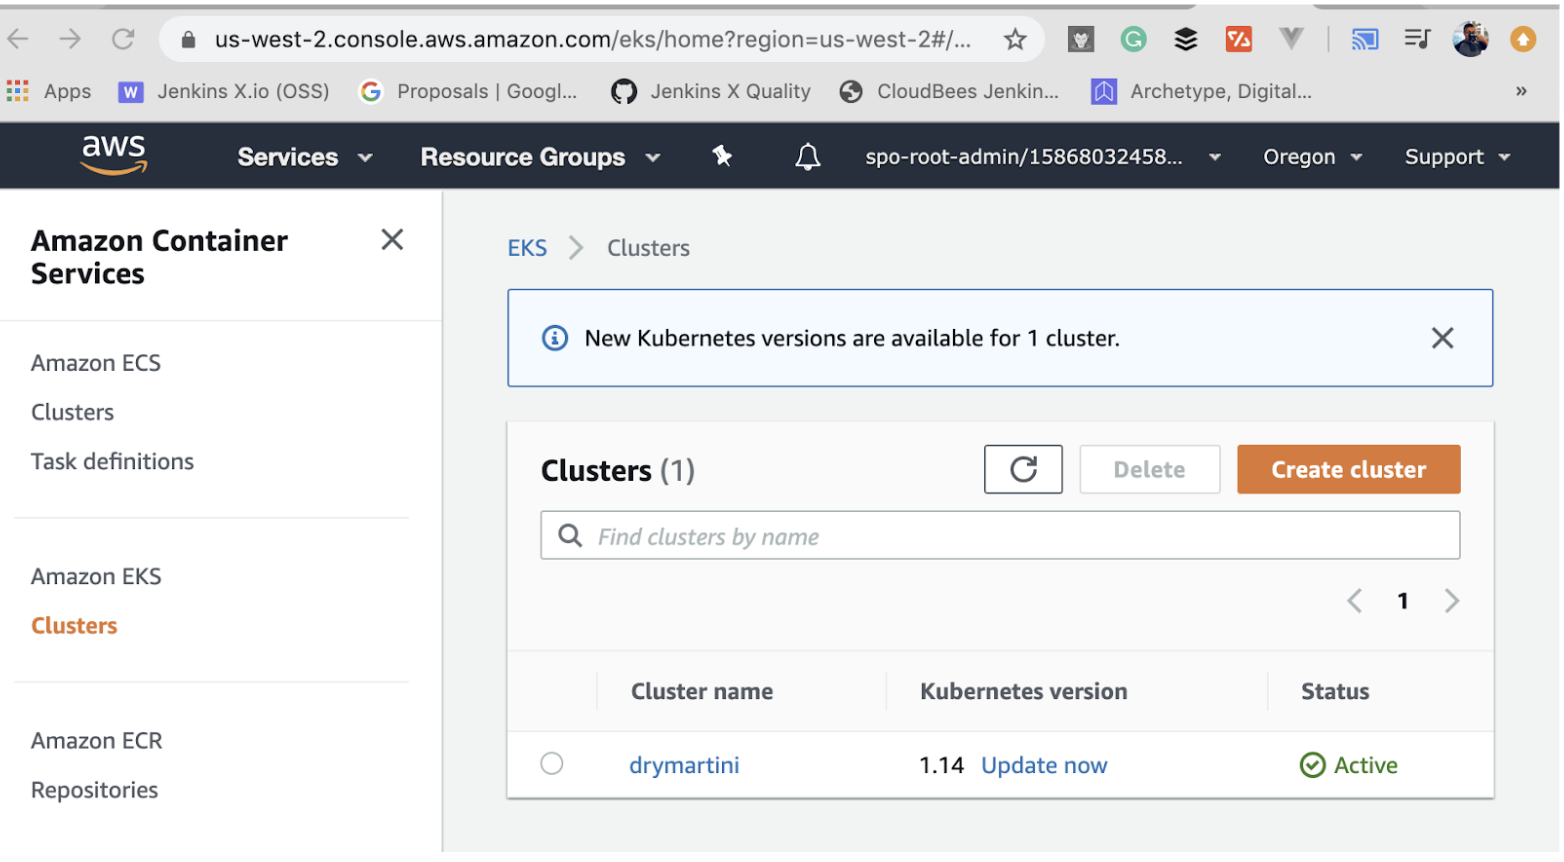 us-west-2.console.aws.amazon.com/eks/home?region=us-west-2#/...
Apps
W Jenkins X.io (OSS)
Proposals | Googl...
Jenkins X Quality
CloudBees Jenkin...
Archetype, Digital...
»
aws
Services
Resource Groups
spo-root-admin/15868032458...
Oregon
Support
Amazon Container
Services
Amazon ECS
Clusters
Task definitions
Amazon EKS
Clusters
Amazon ECR
Repositories
EKS > Clusters
New Kubernetes versions are available for 1 cluster.
Clusters (1)
Delete
Create cluster
Find clusters by name
1
Cluster name Kubernetes version Status
drymartini 1.14 Update now Active